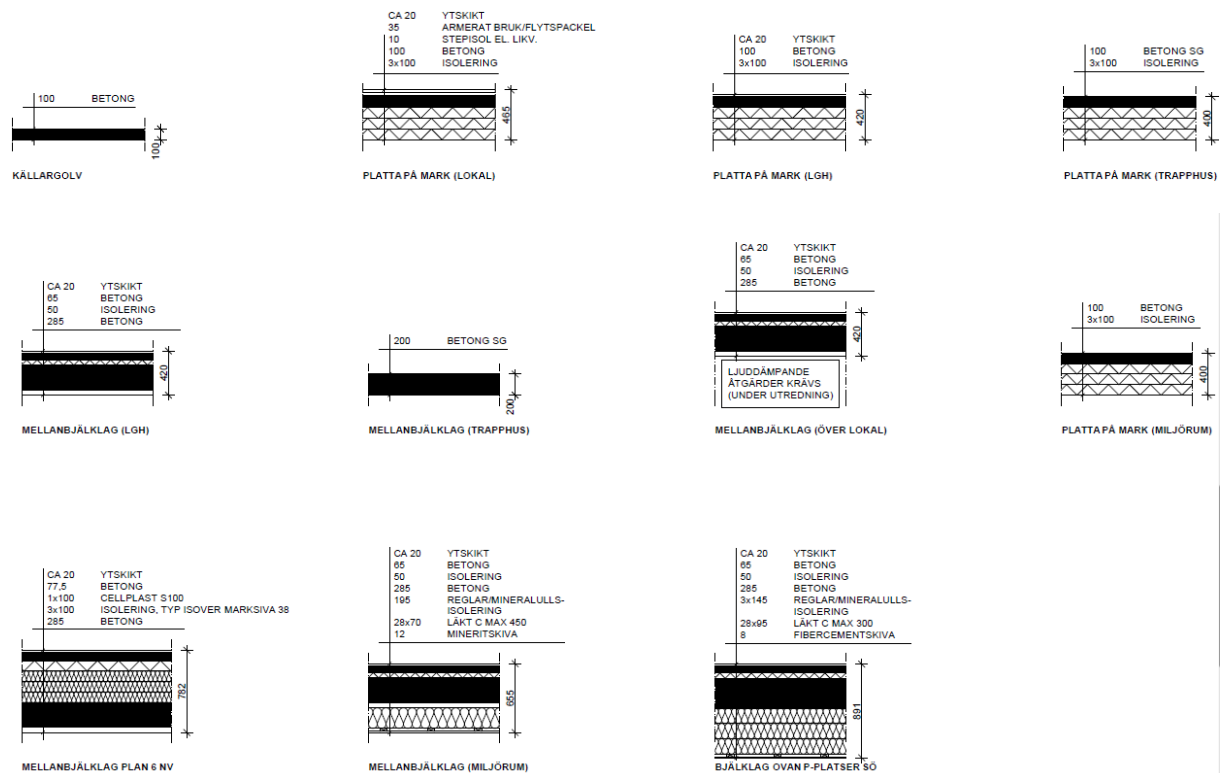 CA 20 YTSKIKT
35 ARMERAT BRUK/FLYTSPACKEL
10 STEPISOL EL. LIKV.
100 BETONG
3x100 ISOLERING
465
PLATTA PÅ MARK (LOKAL)
CA 20 YTSKIKT
100 BETONG
3x100 ISOLERING
420
PLATTA PÅ MARK (LGH)
100 BETONG SG
3x100 ISOLERING
400
PLATTA PÅ MARK (TRAPPHUS)
100 BETONG
100
KÄLLARGOLV
CA 20 YTSKIKT
65 BETONG
50 ISOLERING
285 BETONG
420
MELLANBJÄLKLAG (LGH)
200 BETONG SG
200
MELLANBJÄLKLAG (TRAPPHUS)
CA 20 YTSKIKT
65 BETONG
50 ISOLERING
285 BETONG
420
LJUDDÄMPANDE
ÅTGÄRDER KRÄVS
(UNDER UTREDNING)
MELLANBJÄLKLAG (ÖVER LOKAL)
100 BETONG
3x100 ISOLERING
400
PLATTA PÅ MARK (MILJÖRUM)
CA 20 YTSKIKT
77,5 BETONG
1x100 CELLPLAST S100
3x100 ISOLERING, TYP ISOVER MARKSIVA 38
285 BETONG
782
MELLANBJÄLKLAG PLAN 6 NV
CA 20 YTSKIKT
65 BETONG
50 ISOLERING
285 BETONG
195 REGLAR/MINERALULLS-
ISOLERING
28x70 LÄKT C MAX 450
12 MINERITSKIVA
655
MELLANBJÄLKLAG (MILJÖRUM)
CA 20 YTSKIKT
65 BETONG
50 ISOLERING
285 BETONG
3x145 REGLAR/MINERALULLS-
ISOLERING
28x95 LÄKT C MAX 300
8 FIBERCEMENTSKIVA
891
BJÄLKLAG OVAN P-PLATSER SÖ